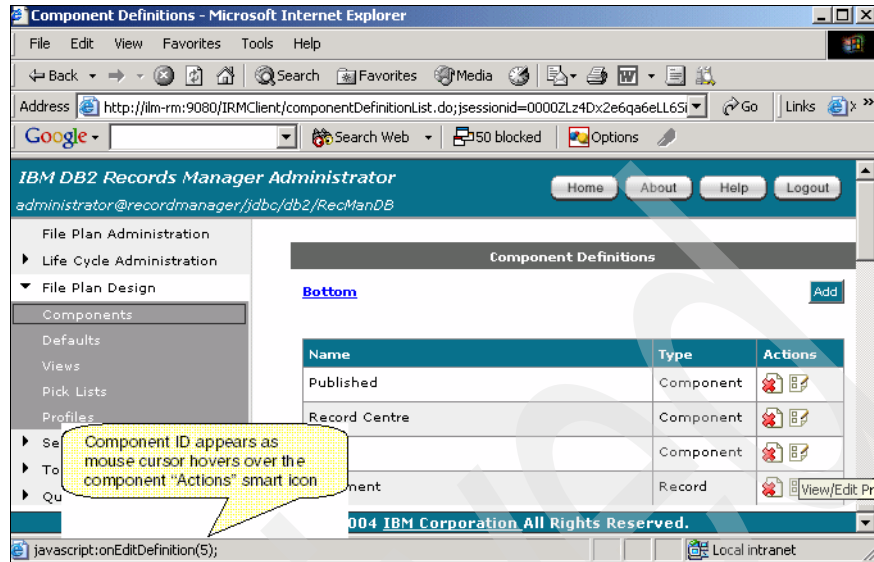 Component Definitions - Microsoft Internet Explorer
File Edit View Favorites Tools Help
Back Search Favorites Media
Address http://ilm-rm:9080/IRMClient/componentDefinitionList.do;jsessionid=0000ZLz4Dx2e6qa6eLL6Si Go Links »
Google Search Web 50 blocked Options
IBM DB2 Records Manager Administrator
administrator@recordmanager/jdbc/db2/RecManDB
Home About Help Logout
File Plan Administration
Life Cycle Administration
File Plan Design
Components
Defaults
Views
Pick Lists
Profiles
Se
To
Qu
Component Definitions
Bottom Add
Name Type Actions
Published Component
Record Centre Component
Component
ment Record
View/Edit Pr
Component ID appears as
mouse cursor hovers over the
component "Actions" smart icon
004 IBM Corporation All Rights Reserved.
javascript:onEditDefinition(5); Local intranet